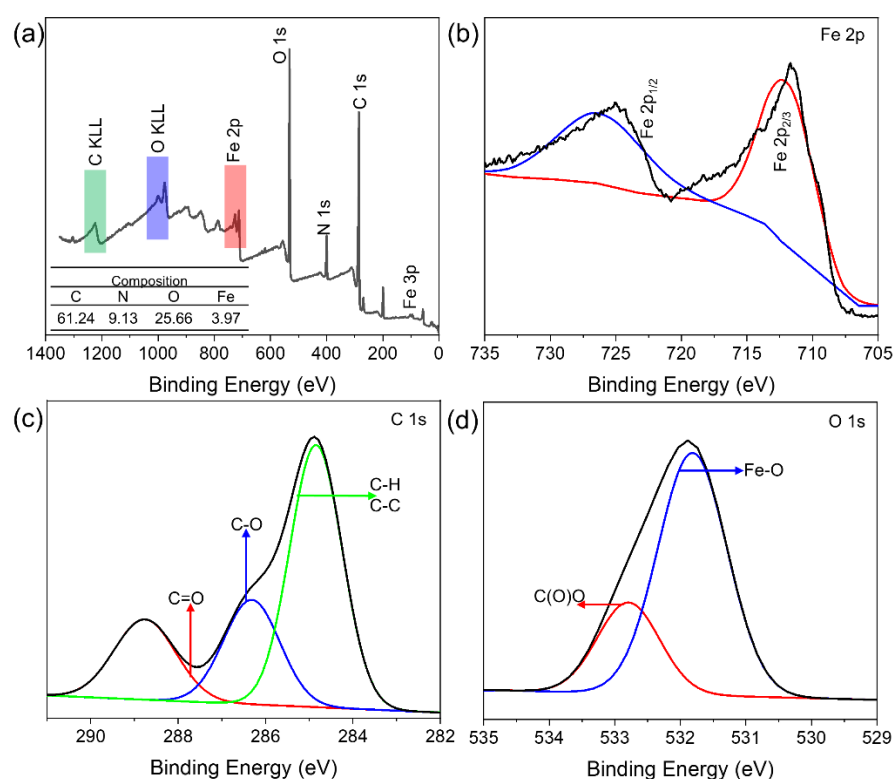 (a)
C KLL
O KLL
Fe 2p
O 1s
N 1s
C 1s
Fe 3p
Composition
C N O Fe
61.24 9.13 25.66 3.97
1400 1200 1000 800 600 400 200 0
Binding Energy (eV)
(b)
Fe 2p
Fe 2p1/2
Fe 2p2/3
735 730 725 720 715 710 705
Binding Energy (eV)
(c)
C 1s
C-H
C-C
C-O
C=O
290 288 286 284 282
Binding Energy (eV)
(d)
O 1s
Fe-O
C(O)O
535 534 533 532 531 530 529
Binding Energy (eV)